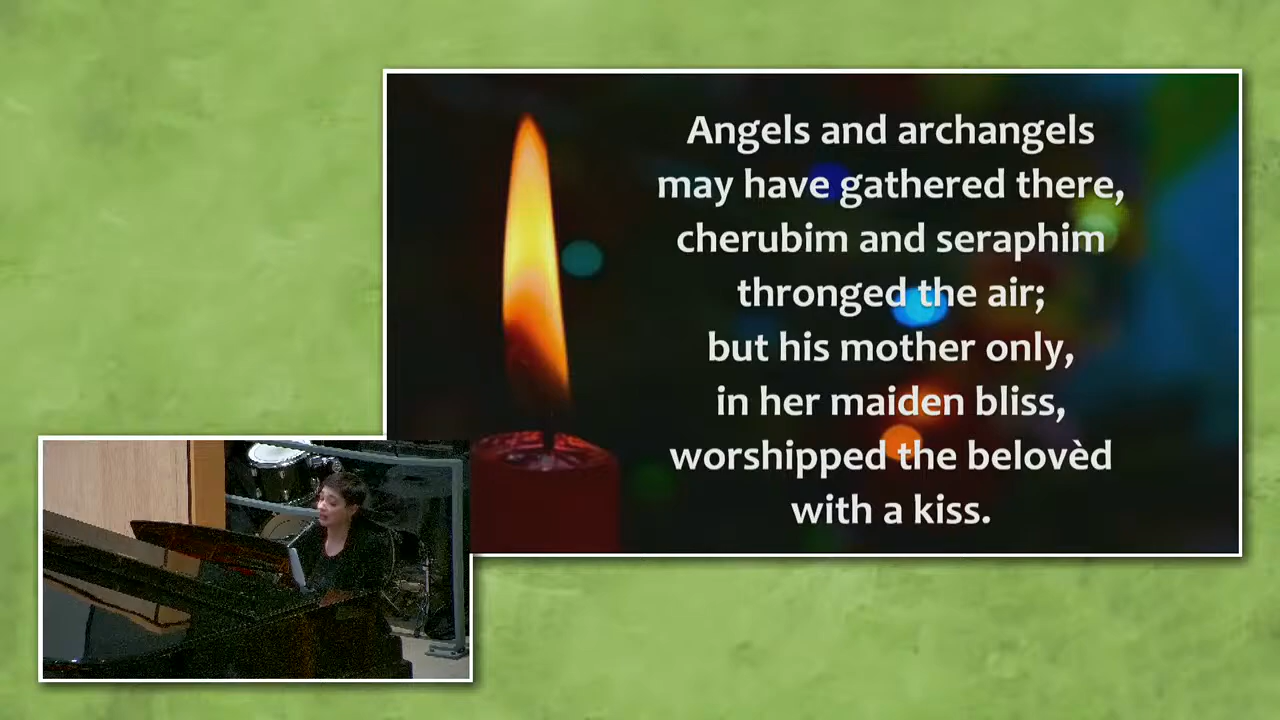 Angels and archangels
may have gathered there,
cherubim and seraphim
thronged the air;
but his mother only,
in her maiden bliss,
worshipped the belovèd
with a kiss.